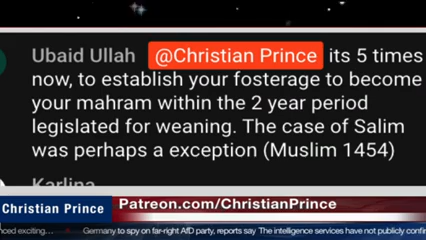 Ubaid Ullah @Christian Prince its 5 times
now, to establish your fosterage to become
your mahram within the 2 year period
legislated for weaning. The case of Salim
was perhaps a exception (Muslim 1454)
Karlina
Christian Prince
Patreon.com/ChristianPrince
exciting... Germany to spy on far-right AfD party, reports say The intelligence services have not publicly